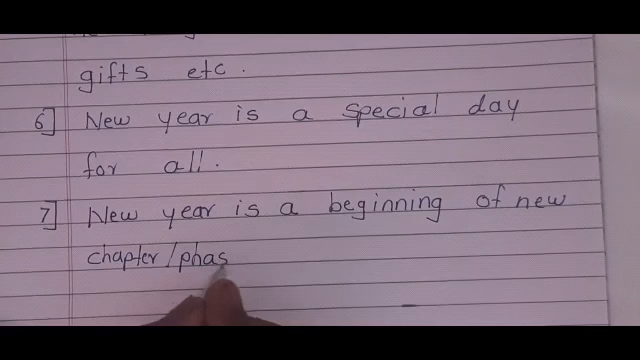 gifts etc.
6] New year is a special day
for all.
7] New year is a beginning of new
chapter/phas